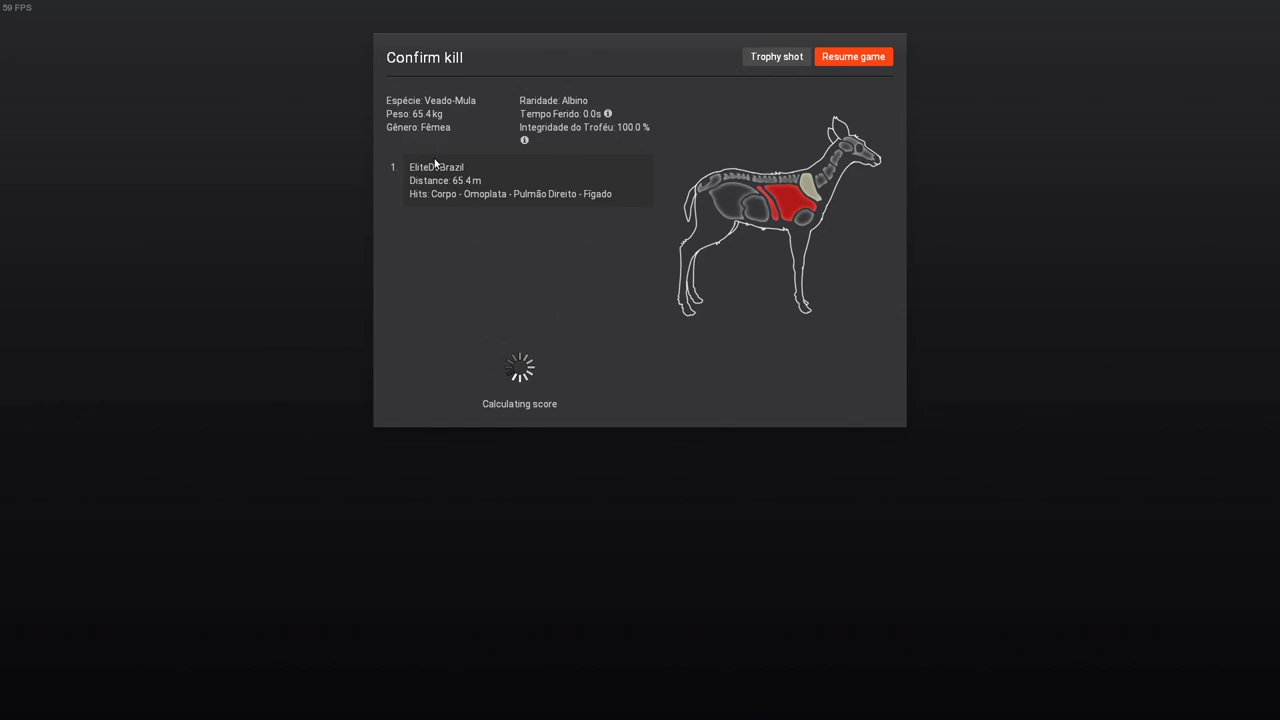 59 FPS
Confirm kill
Trophy shot
Resume game
Espécie: Veado-Mula
Peso: 65.4 kg
Gênero: Fêmea
Raridade: Albino
Tempo Ferido: 0.0s
Integridade do Troféu: 100.0 %
1.
Distance: 65.4 m
Hits: Corpo - Omoplata - Pulmão Direito - Fígado
Calculating score